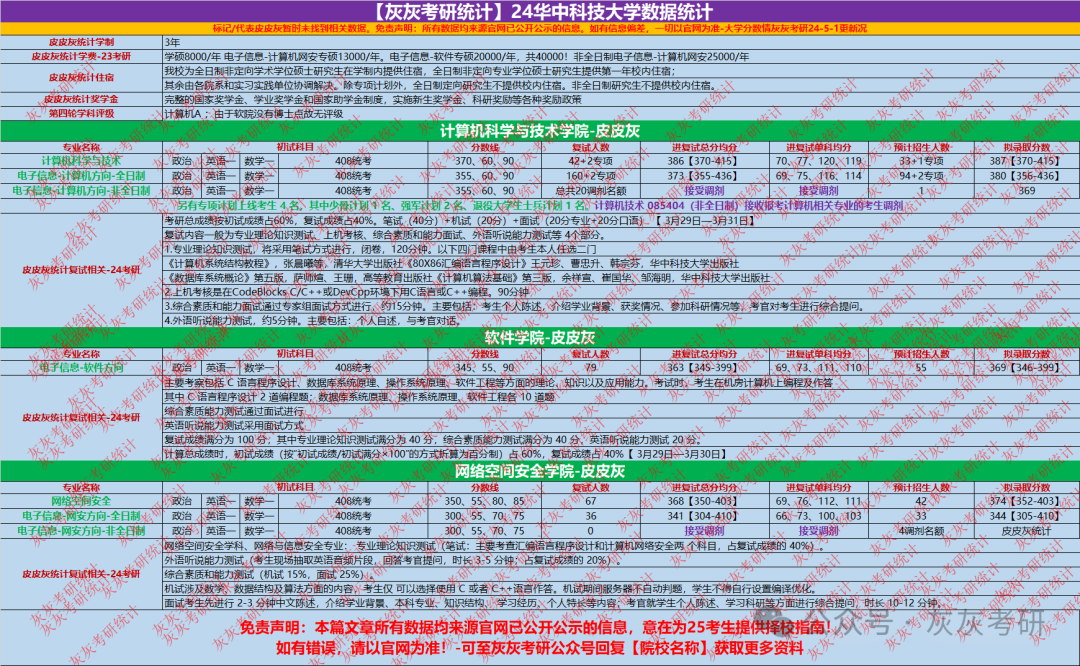 【灰灰考研统计】24华中科技大学数据统计
标记/代表皮皮灰暂时未找到相关数据。免责声明：所有数据均来源官网已公开公示的信息。如有信息偏差，一切以官网为准-大学分数情灰灰考研24-5-1更新况
皮皮灰统计学制 3年
皮皮灰统计学费-23考研 学硕8000/年 电子信息-计算机网安专硕13000/年。电子信息-软件专硕20000/年，共40000！非全日制电子信息-计算机网安25000/年
皮皮灰统计住宿 我校为全日制非定向学术学位硕士研究生在学制内提供住宿，全日制非定向专业学位硕士研究生提供第一年校内住宿；
其余由各院系和实习实践单位协调解决。除专项计划外，全日制定向研究生不提供校内住宿。非全日制研究生不提供校内住宿。
皮皮灰统计奖学金 完整的国家奖学金、学业奖学金和国家助学金制度，实施新生奖学金、科研奖励等各种奖励政策
第四轮学科评级 计算机A ；由于软院没有博士点故无评级
计算机科学与技术学院-皮皮灰
专业名称 初试科目 分数线 复试人数 进复试总分均分 进复试单科均分 预计招生人数 拟录取分数
计算机科学与技术 政治 英语一 数学一 408统考 370、60、90 42+2专项 386【370-415】 70、77、120、119 33+1专项 387【370-415】
电子信息-计算机方向-全日制 政治 英语一 数学一 408统考 355、60、90 160+2专项 373【355-436】 69、75、116、114 94+2专项 380【356-436】
电子信息-计算机方向-非全日制 政治 英语一 数学一 408统考 355、60、90 总共20调剂名额 接受调剂 接受调剂 1 369
另有专项计划上线考生 4 名，其中少骨计划 1 名，强军计划 2 名、退役大学生士兵计划 1 名。计算机技术 085404（非全日制）接收报考计算机相关专业的考生调剂
皮皮灰统计复试相关-24考研
考研总成绩按初试成绩占60%，复试成绩占40%。笔试（40分）+机试（20分）+面试（20分专业+20分口语）【 3月29日—3月31日】
复试内容一般为专业理论知识测试、上机考核、综合素质和能力面试、外语听说能力测试等 4个部分。
1.专业理论知识测试，将采用笔试方式进行，闭卷，120分钟。以下四门课程中由考生本人任选二门
《计算机系统结构教程》，张晨曦等，清华大学出版社《80X86汇编语言程序设计》王元珍、曹忠升、韩宗芬，华中科技大学出版社
《数据库系统概论》第五版，萨师煊、王珊，高等教育出版社《计算机算法基础》第三版，余祥宣、崔国华、邹海明，华中科技大学出版社
2.上机考核是在CodeBlocks C/C++或DevCpp环境下用C语言或C++编程。90分钟
3.综合素质和能力面试通过专家组面试方式进行，约15分钟。主要包括：考生个人陈述，介绍学业背景、获奖情况、参加科研情况等，考官对考生进行综合提问。
4.外语听说能力测试，约5分钟。主要包括：个人自述，与考官对话。
软件学院-皮皮灰
专业名称 初试科目 分数线 复试人数 进复试总分均分 进复试单科均分 预计招生人数 拟录取分数
电子信息-软件方向 政治 英语一 数学一 408统考 345、55、90 79 363【345-399】 69、73、111、110 55 369【346-399】
皮皮灰统计复试相关-24考研
主要考察包括 C 语言程序设计、数据库系统原理、操作系统原理、软件工程等方面的理论、知识以及应用能力。考试时，考生在机房计算机上编程及作答
其中 C 语言程序设计 2 道编程题；数据库系统原理、操作系统原理、软件工程各 10 道题
综合素质能力测试通过面试进行
英语听说能力测试采用面试方式
复试成绩满分为 100 分；其中专业理论知识测试满分为 40 分，综合素质能力测试满分为 40 分、英语听说能力测试 20 分。
计算总成绩时，初试成绩（按“初试成绩/初试满分×100”的方式折算为百分制）占 60%，复试成绩占 40%【 3月29日—3月30日】
网络空间安全学院-皮皮灰
专业名称 初试科目 分数线 复试人数 进复试总分均分 进复试单科均分 预计招生人数 拟录取分数
网络空间安全 政治 英语一 数学一 408统考 350、55、80、85 67 368【350-403】 69、76、112、111 42 374【352-403】
电子信息-网安方向-全日制 政治 英语一 数学一 408统考 300、55、70、75 36 341【304-410】 66、73、100、103 33 344【305-410】
电子信息-网安方向-非全日制 政治 英语一 数学一 408统考 300、55、70、75 0 接受调剂 接受调剂 4调剂名额 皮皮灰统计
皮皮灰统计复试相关-24考研
网络空间安全学科、网络与信息安全专业： 专业理论知识测试（笔试：主要考查汇编语言程序设计和计算机网络安全两 个科目，占复试成绩的 40%）。
外语听说能力测试（考生现场抽取英语音频片段，回答考官提问，时长 3-5 分钟；占复试成绩的 20%）。
综合素质和能力测试（机试 15%，面试 25%）。
机试涉及数学、数据结构及算法方面的内容，考生仅 可以选择使用 C 或者 C++语言作答。机试期间服务器不自动判题，学生不得自行设置编译优化。
面试考生先进行 2-3 分钟中文陈述，介绍学业背景、本科专业、知识结构、 学习经历、个人特长等内容，考官就学生个人陈述、学习科研等方面进行综合提问，时长 10-12 分钟。
免责声明：本篇文章所有数据均来源官网已公开公示的信息，意在为25考生提供择校指南!
如有错误，请以官网为准！-可至灰灰考研公众号回复【院校名称】获取更多资料
公众号·灰灰考研